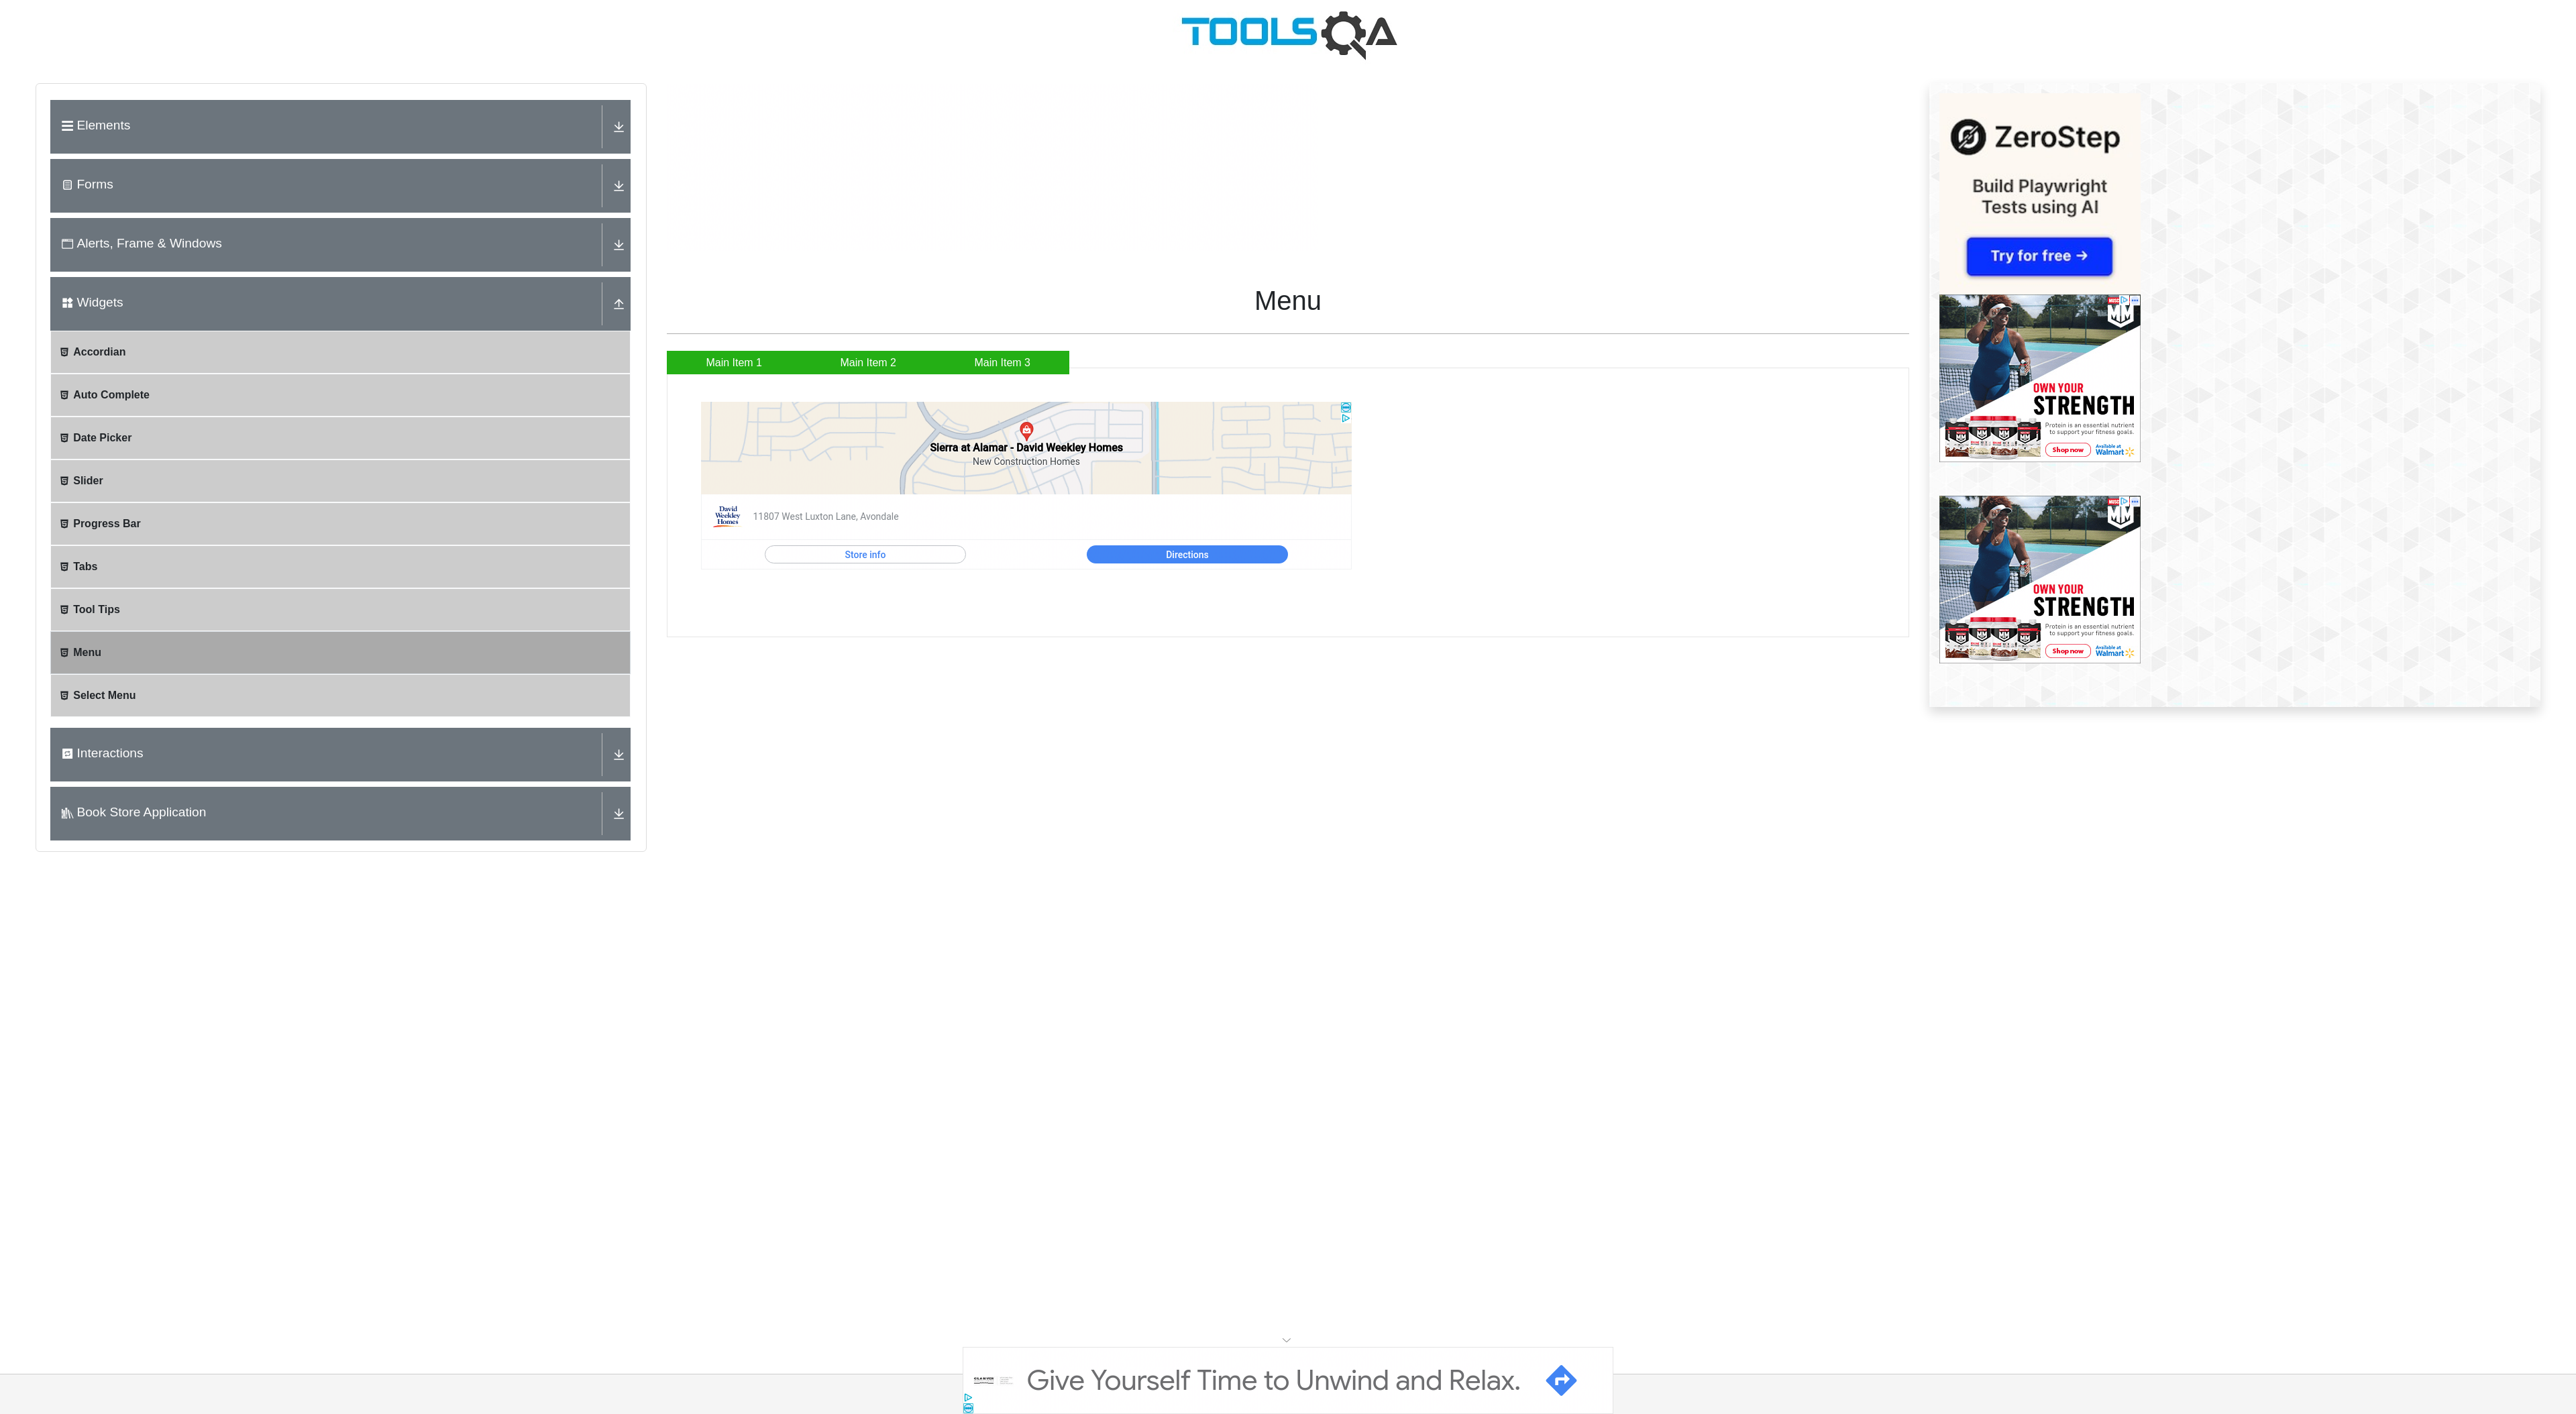 TOOLSQA
Elements
Forms
Alerts, Frame & Windows
Widgets
Accordian
Auto Complete
Date Picker
Slider
Progress Bar
Tabs
Tool Tips
Menu
Select Menu
Interactions
Book Store Application
Menu
Main Item 1
Main Item 2
Main Item 3
Sierra at Alamar - David Weekley Homes
New Construction Homes
David
Weekley
Homes
11807 West Luxton Lane, Avondale
Store info
Directions
ZeroStep
Build Playwright
Tests using AI
Try for free →
MM
OWN YOUR
STRENGTH
Protein is an essential nutrient
to support your fitness goals.
Shop now
Available at
Walmart
MM
OWN YOUR
STRENGTH
Protein is an essential nutrient
to support your fitness goals.
Shop now
Available at
Walmart
Give Yourself Time to Unwind and Relax.